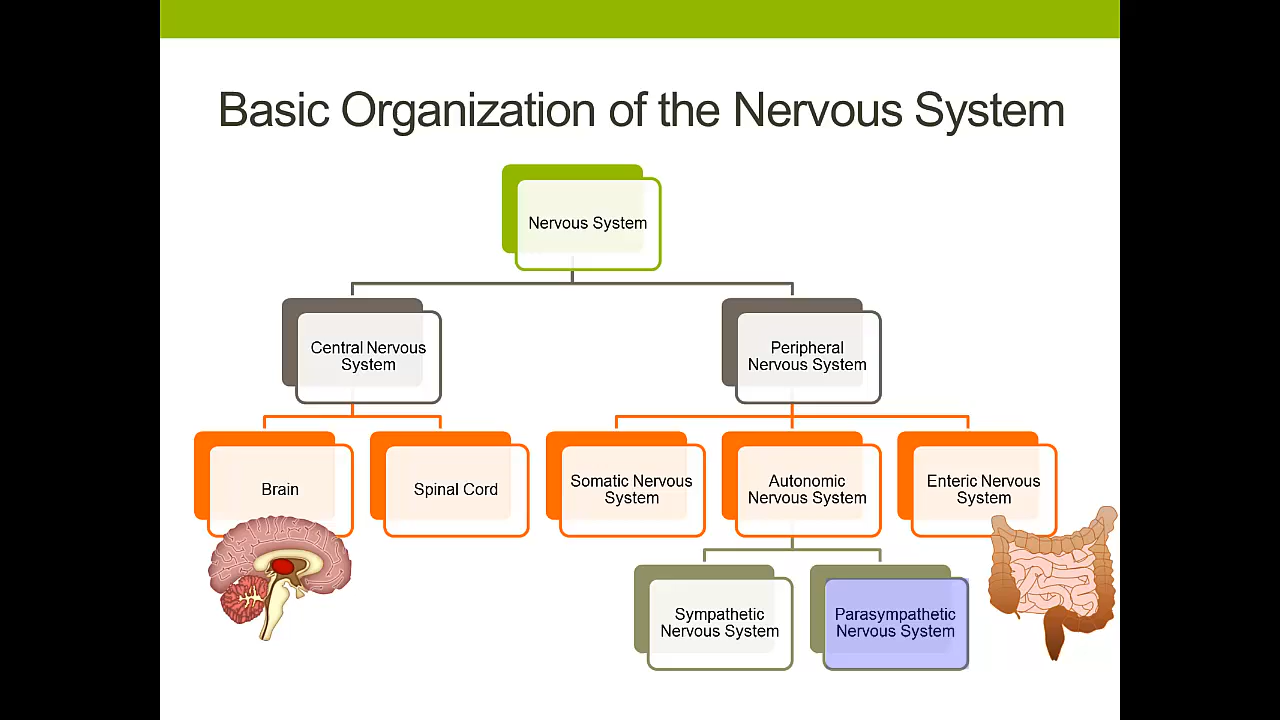 Basic Organization of the Nervous System
Nervous System
Central Nervous
System
Peripheral
Nervous System
Brain
Spinal Cord
Somatic Nervous
System
Autonomic
Nervous System
Enteric Nervous
System
Sympathetic
Nervous System
Parasympathetic
Nervous System